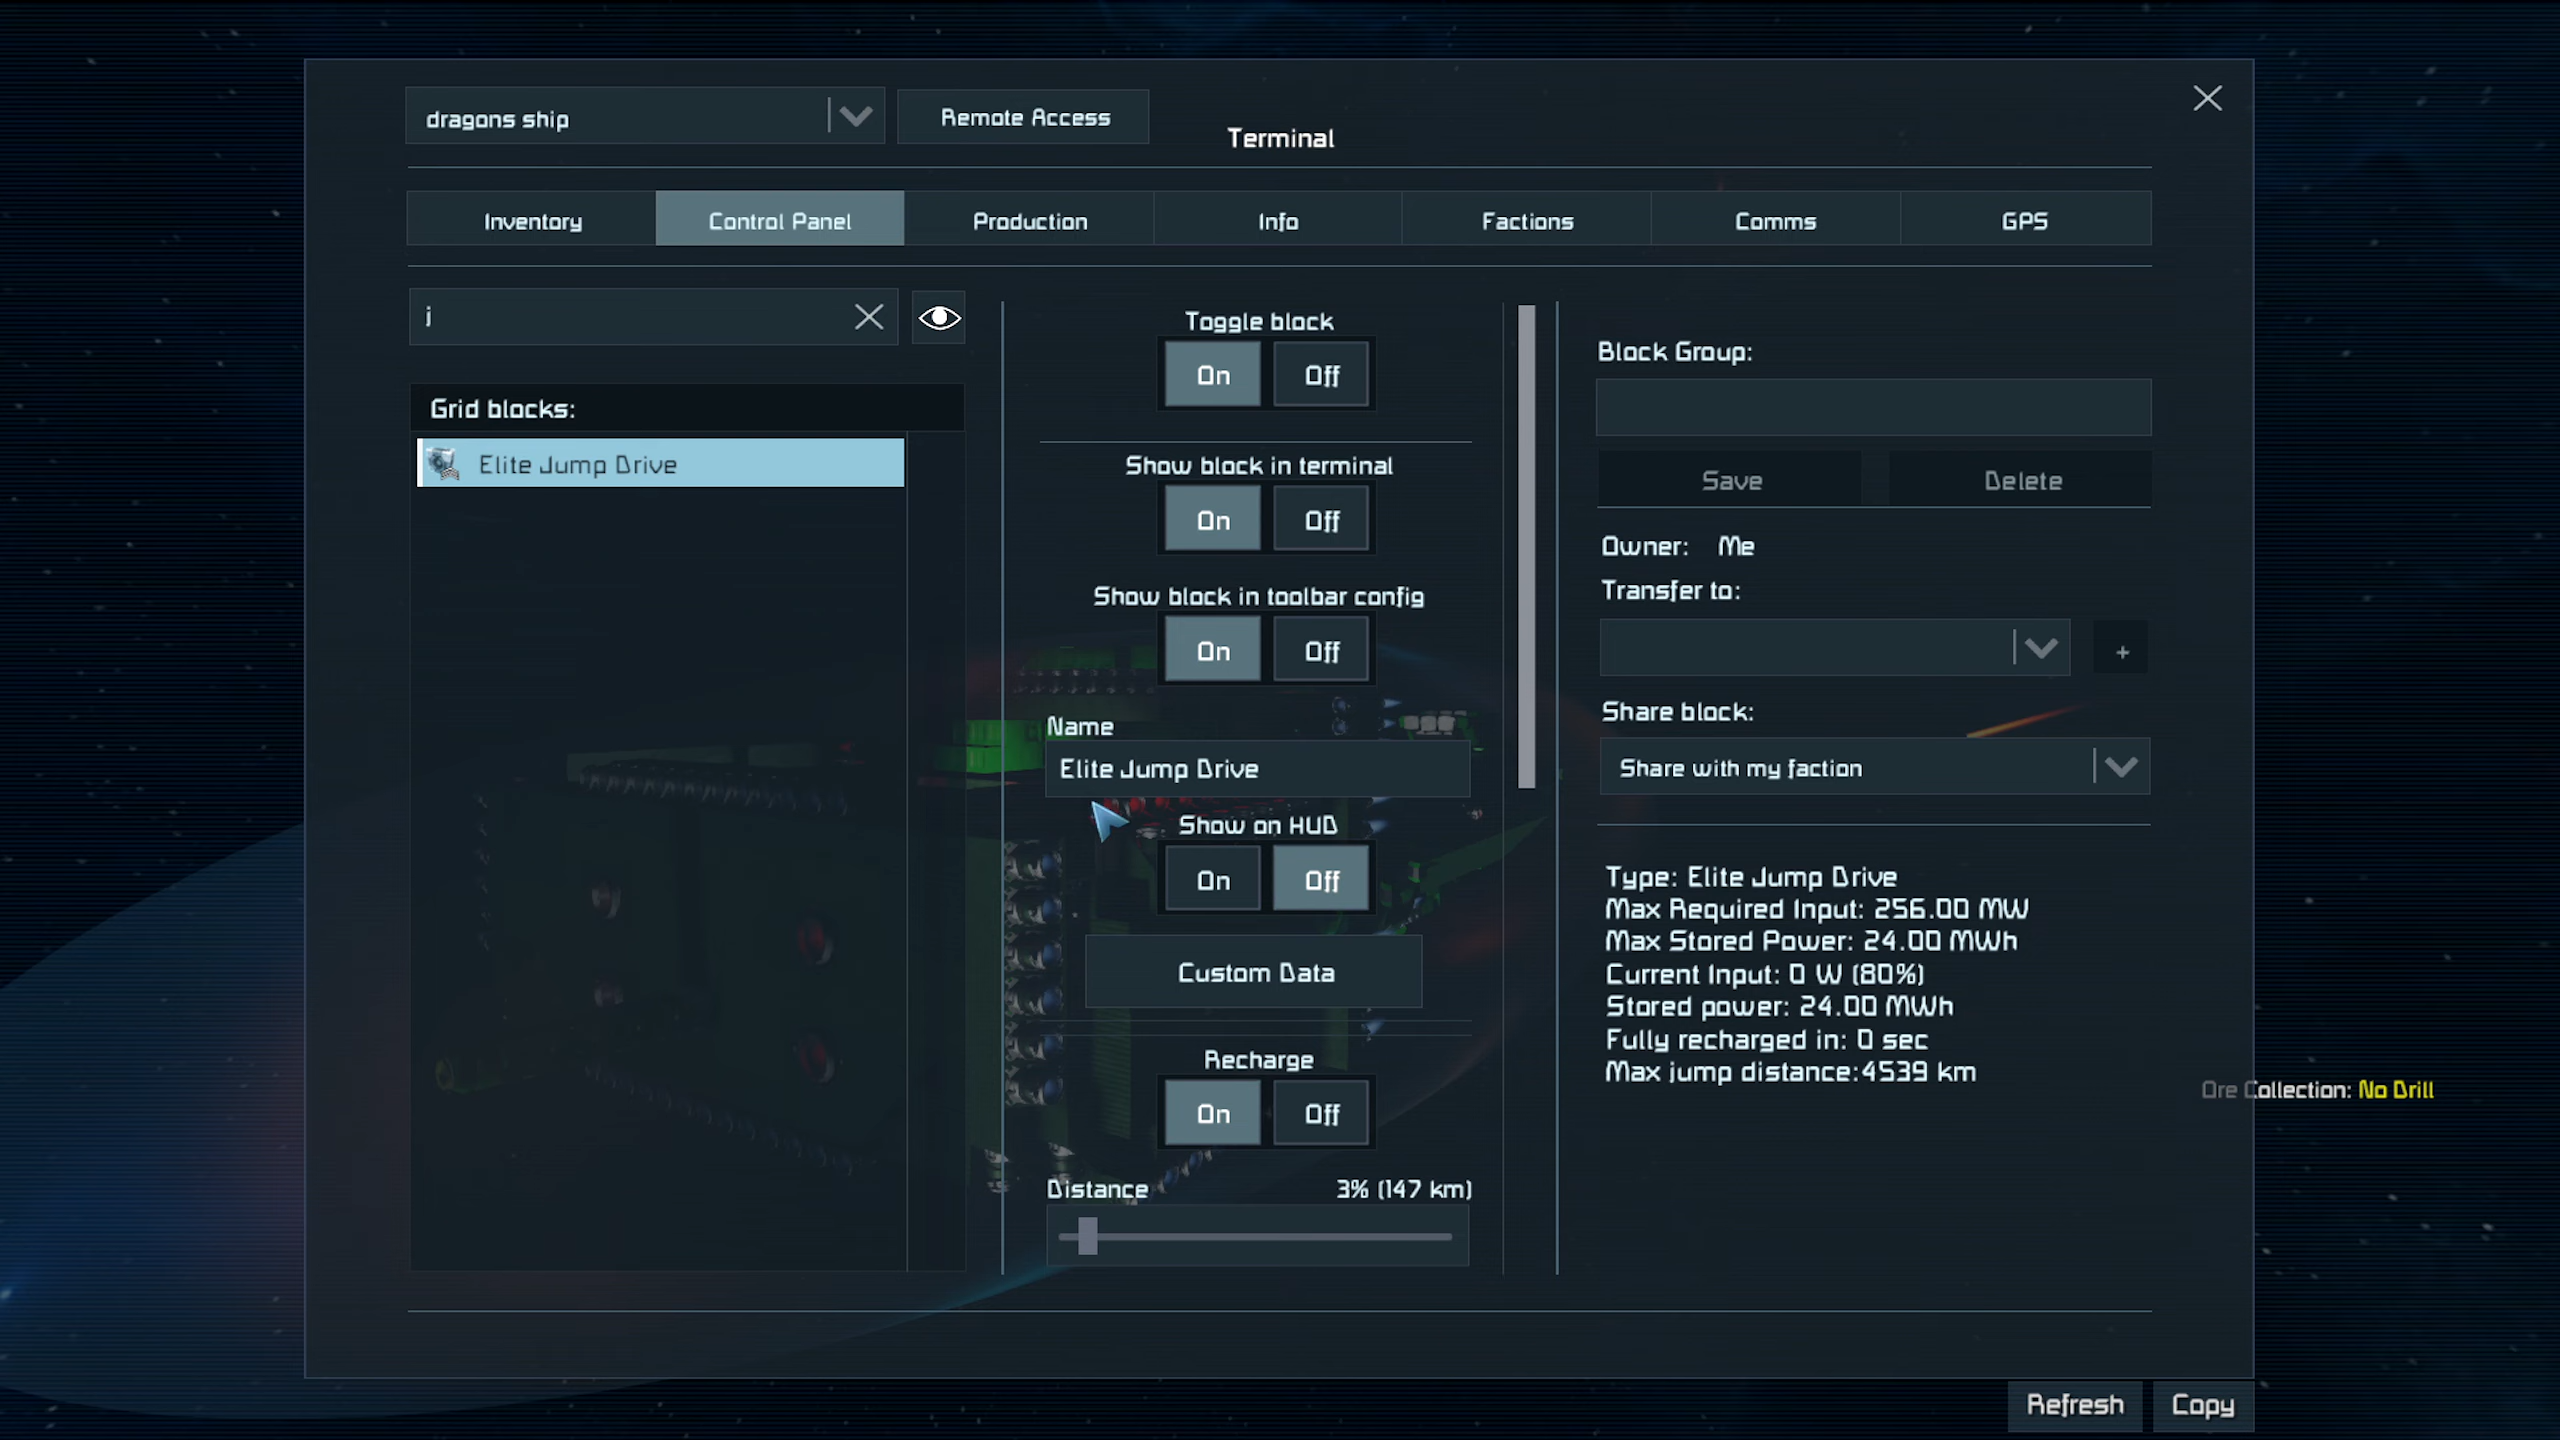 dragons ship
Remote Access
Terminal
Inventory
Control Panel
Production
Info
Factions
Comms
GPS
j
Grid blocks:
Elite Jump Drive
Toggle block
On
Off
Show block in terminal
On
Off
Show block in toolbar config
On
Off
Name
Elite Jump Drive
Show on HUD
On
Off
Custom Data
Recharge
On
Off
Distance
3% (147 km)
Block Group:
Save
Delete
Owner: Me
Transfer to:
+
Share block:
Share with my faction
Type: Elite Jump Drive
Max Required Input: 256.00 MW
Max Stored Power: 24.00 MWh
Current Input: 0 W (80%)
Stored power: 24.00 MWh
Fully recharged in: 0 sec
Max jump distance:4539 km
Ore Collection: No Drill
Refresh
Copy